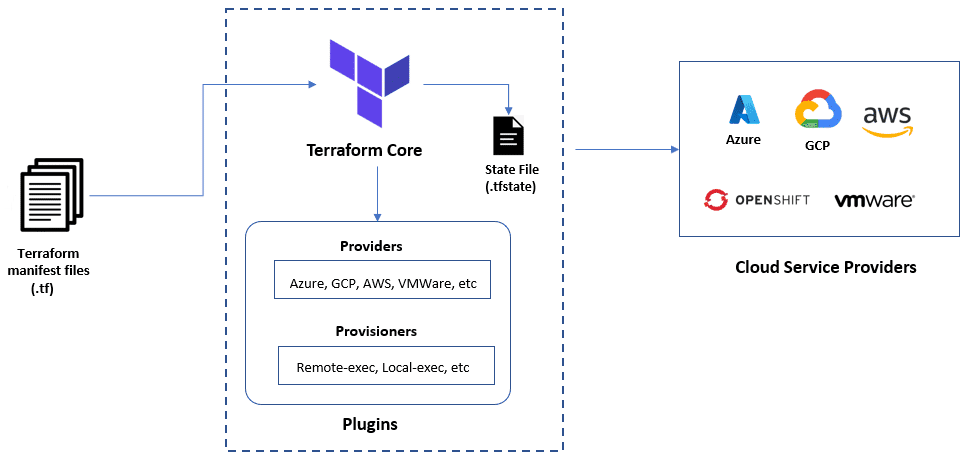 Terraform
manifest files
(.tf)
Terraform Core
State File
(.tfstate)
Providers
Azure, GCP, AWS, VMWare, etc
Provisioners
Remote-exec, Local-exec, etc
Plugins
Azure
GCP
aws
OPENSHIFT
vmware®
Cloud Service Providers